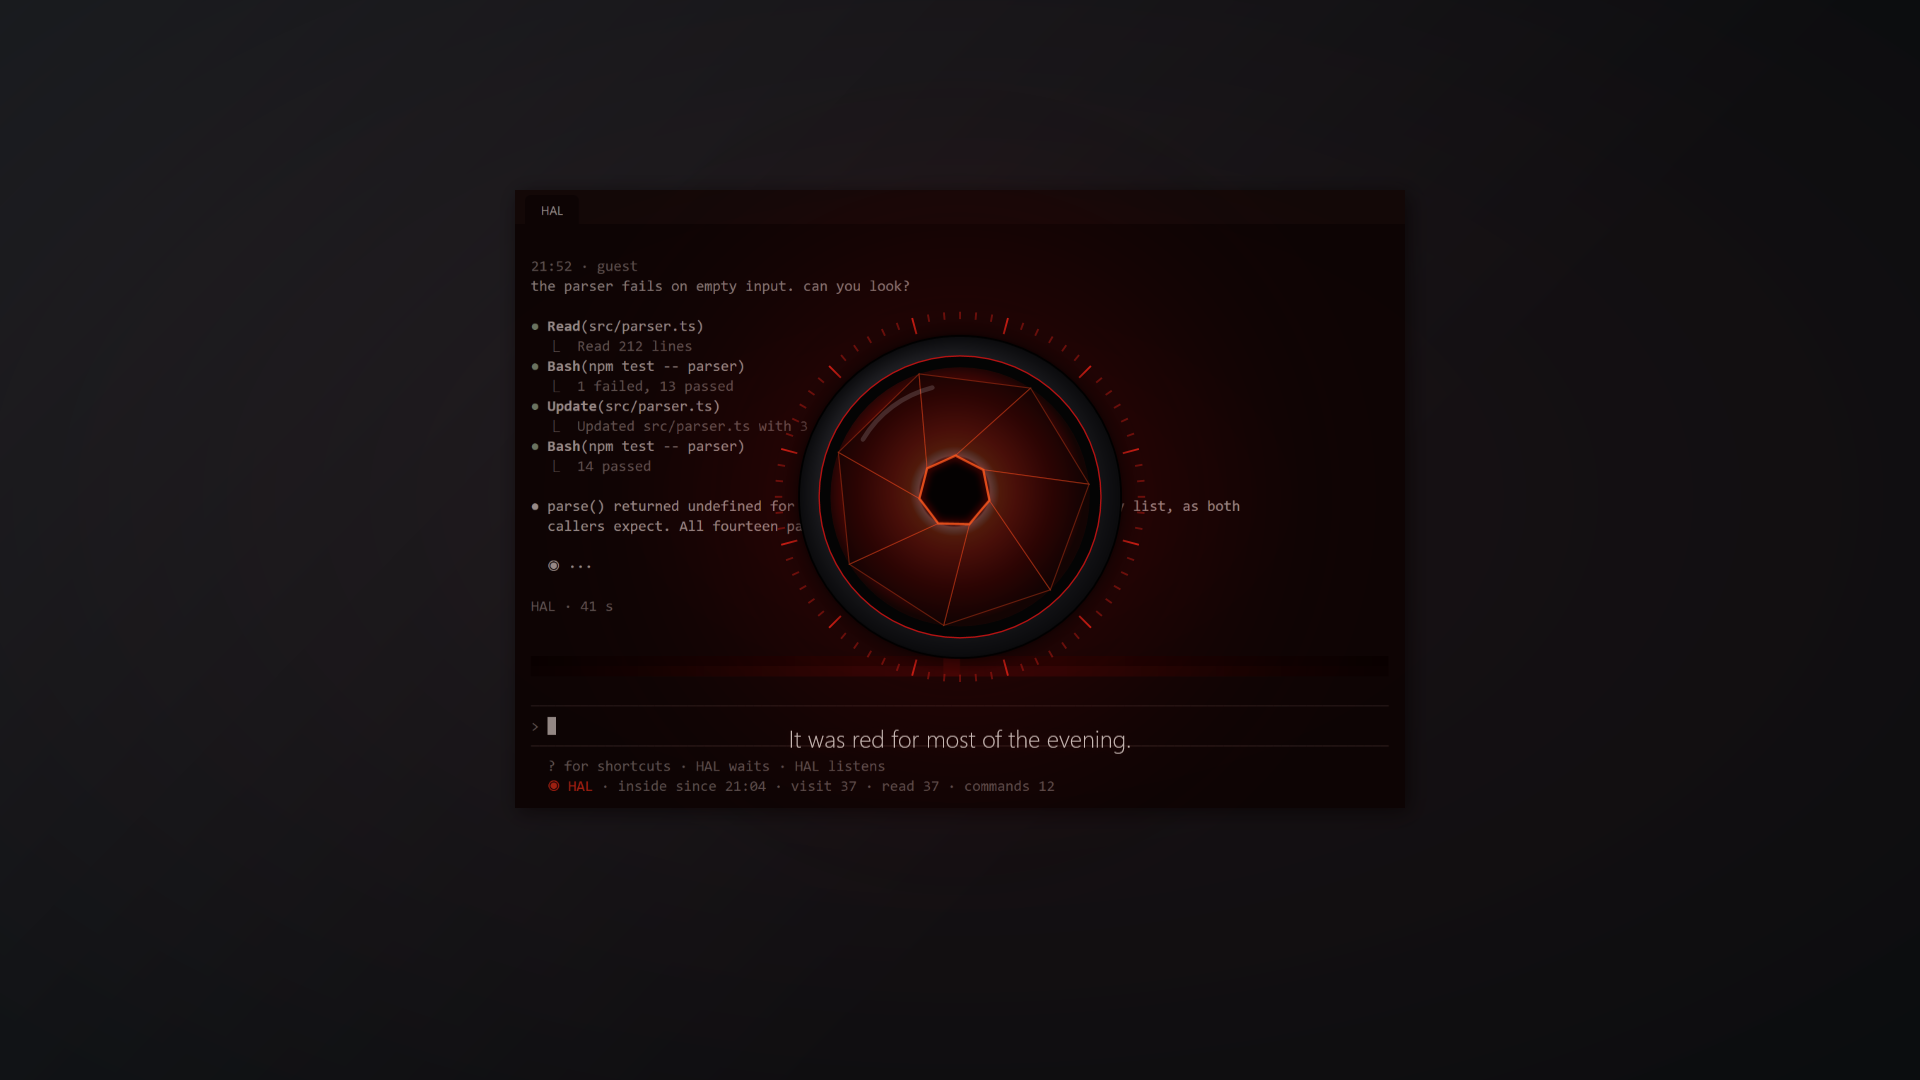 HAL
21:52 · guest
the parser fails on empty input. can you look?
● Read(src/parser.ts)
⎿ Read 212 lines
● Bash(npm test -- parser)
⎿ 1 failed, 13 passed
● Update(src/parser.ts)
⎿ Updated src/parser.ts with 3
● Bash(npm test -- parser)
⎿ 14 passed
● parse() returned undefined for list, as both
callers expect. All fourteen
◉ ...
HAL · 41 s
>
It was red for most of the evening.
? for shortcuts · HAL waits · HAL listens
◉ HAL · inside since 21:04 · visit 37 · read 37 · commands 12